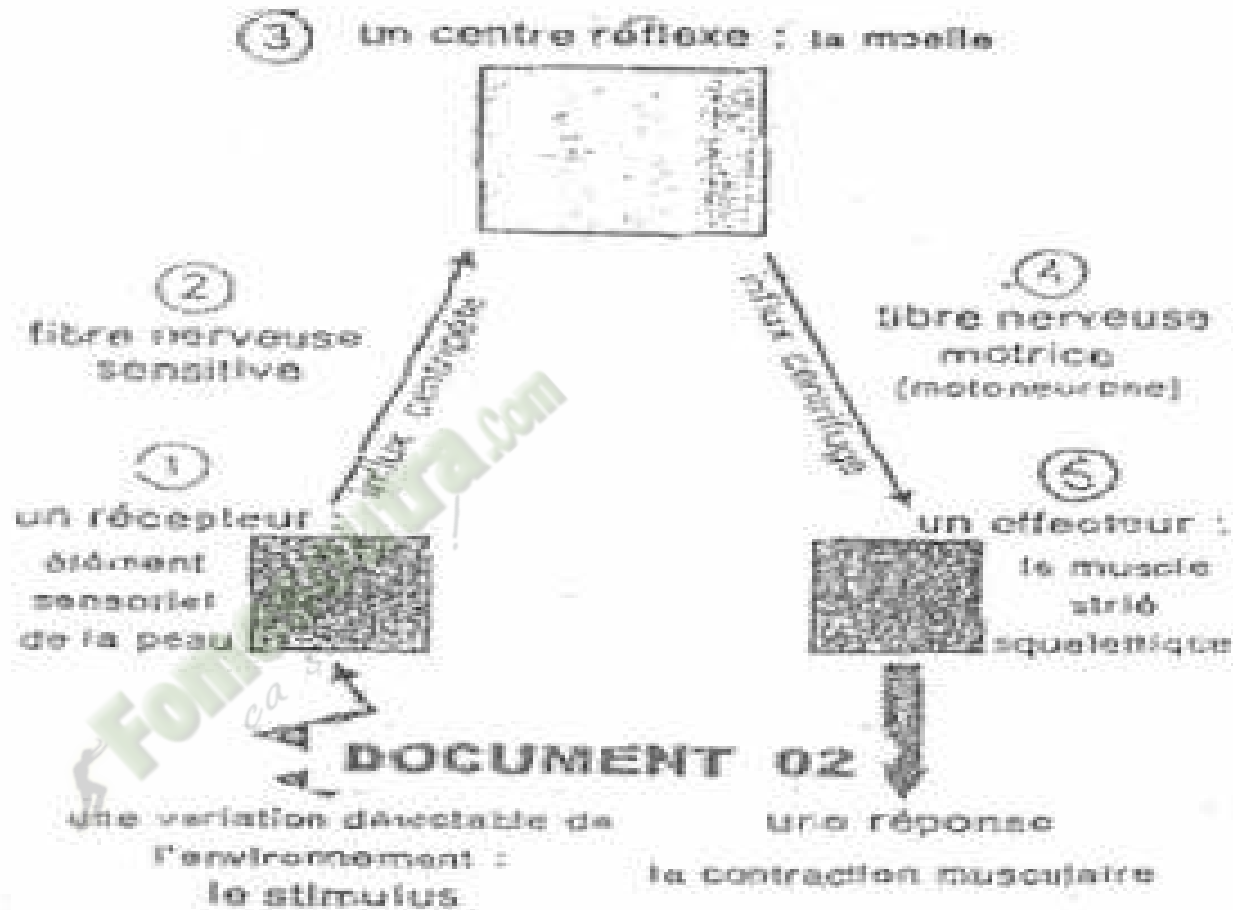 3 un centre réflexe : la moelle
2
fibre nerveuse
sensitive
influx centripète
influx centrifuge
4
fibre nerveuse
motrice
(motoneurone)
1
un récepteur :
élément
sensoriel
de la peau
5
un effecteur :
le muscle
strié
squelettique
DOCUMENT 02
une variation détectable de
l'environnement :
le stimulus
une réponse
la contraction musculaire
.Com